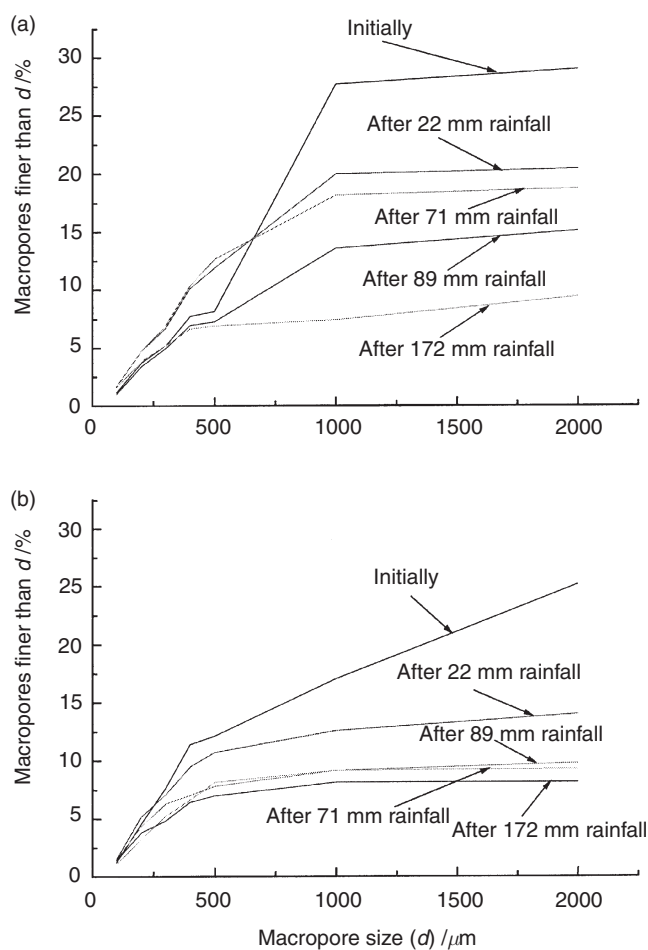 (a)
Macropores finer than d /%
30
25
20
15
10
5
0
Initially
After 22 mm rainfall
After 71 mm rainfall
After 89 mm rainfall
After 172 mm rainfall
0 500 1000 1500 2000
(b)
Macropores finer than d /%
30
25
20
15
10
5
0
Initially
After 22 mm rainfall
After 89 mm rainfall
After 71 mm rainfall
After 172 mm rainfall
0 500 1000 1500 2000
Macropore size (d) /μm